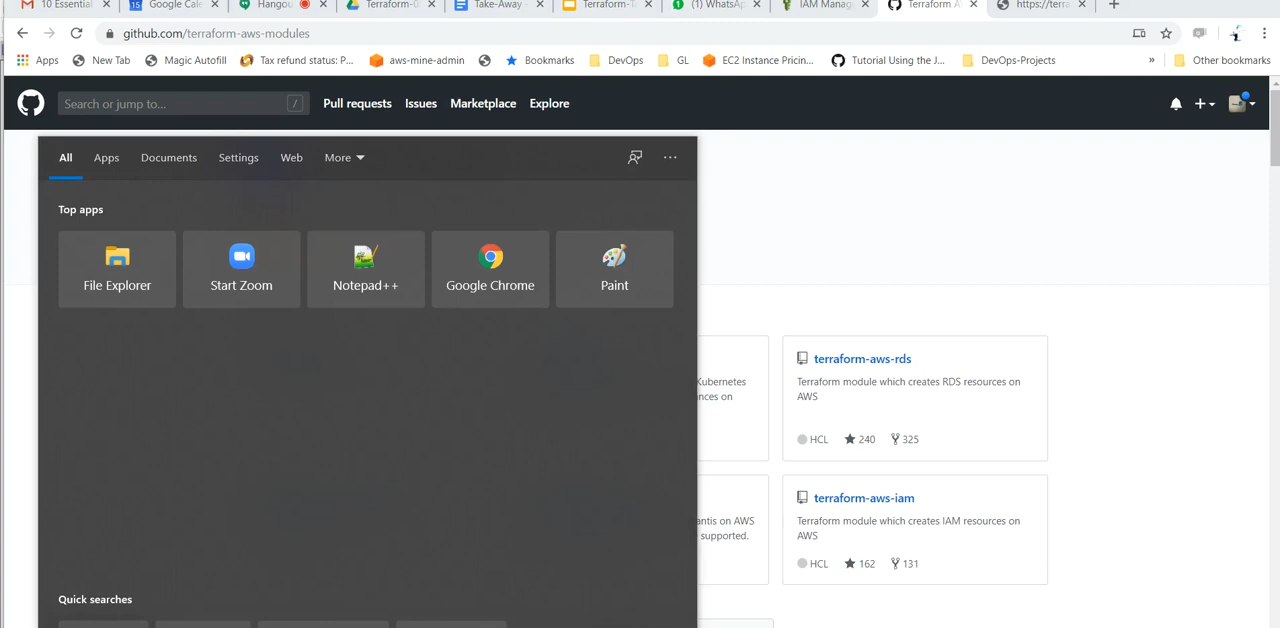 10 Essential
Google Cal
Hangou
Terraform-0
Take-Away -
Terraform-T
(1) WhatsAp
IAM Manag
Terraform A
https://terra
github.com/terraform-aws-modules
Apps
New Tab
Magic Autofill
Tax refund status: P...
aws-mine-admin
Bookmarks
DevOps
GL
EC2 Instance Pricin...
Tutorial Using the J...
DevOps-Projects
»
Other bookmarks
Search or jump to...
/
Pull requests
Issues
Marketplace
Explore
All
Apps
Documents
Settings
Web
More
Top apps
File Explorer
Start Zoom
Notepad++
Google Chrome
Paint
Kubernetes
nces on
terraform-aws-rds
Terraform module which creates RDS resources on
AWS
HCL
240
325
antis on AWS
supported.
terraform-aws-iam
Terraform module which creates IAM resources on
AWS
HCL
162
131
Quick searches